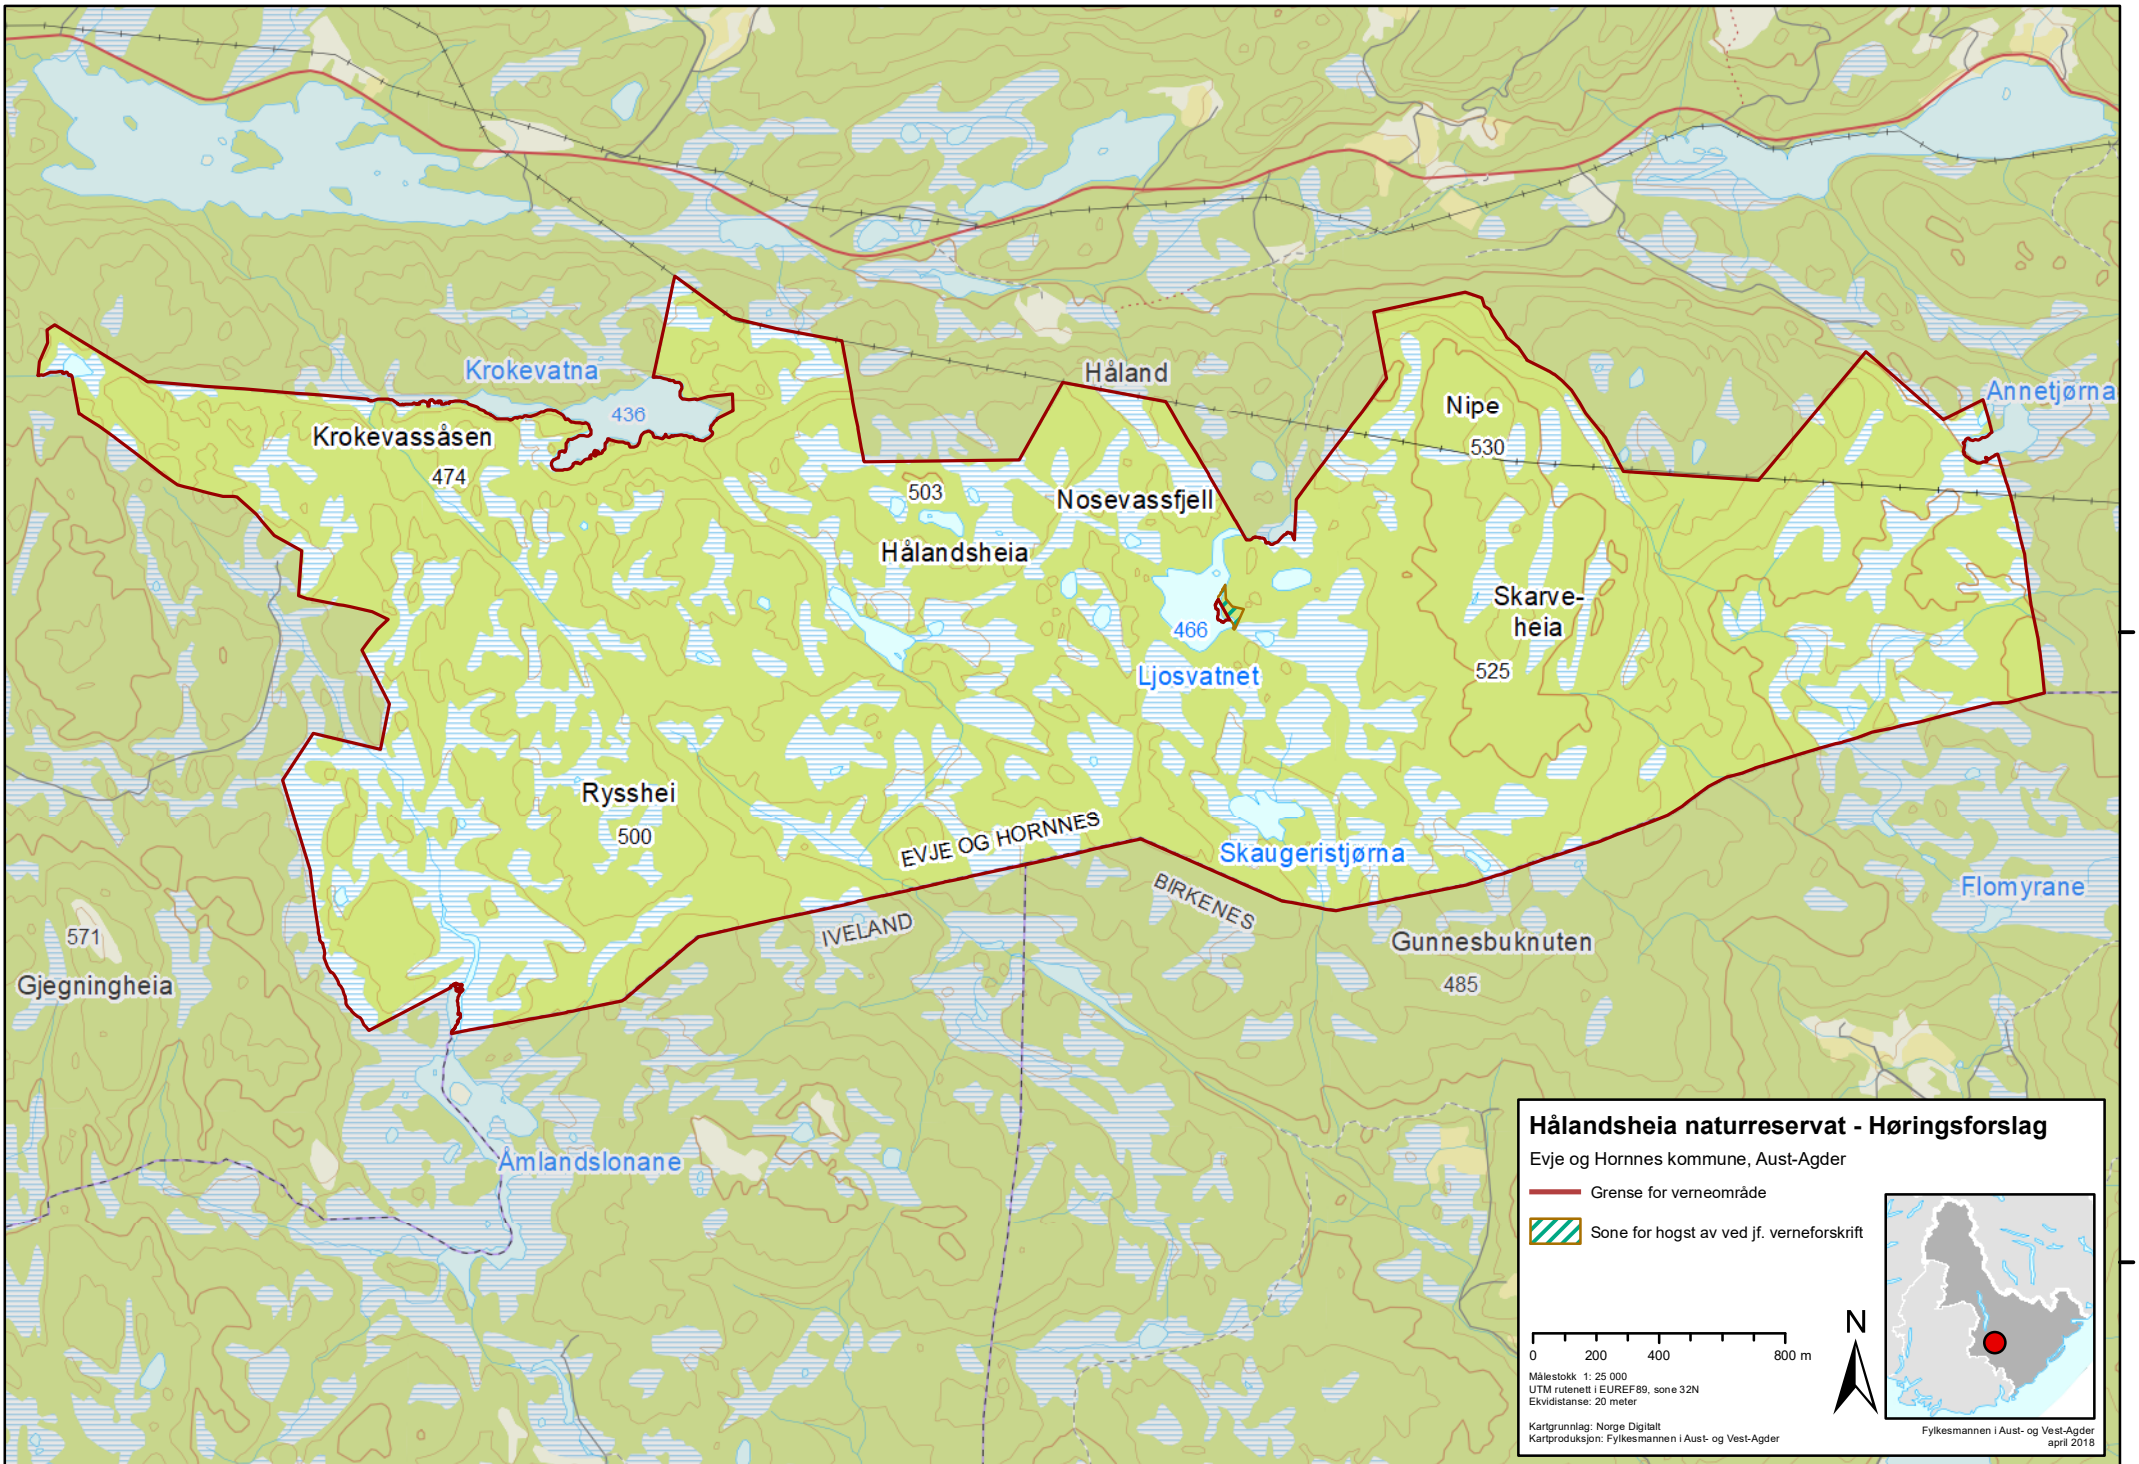 Krokevatna
436
Håland
Annetjørna
Nipe
530
Krokevassåsen
474
503
Nosevassfjell
Hålandsheia
Skarve-
heia
466
Ljosvatnet
525
Rysshei
500
EVJE OG HORNNES
Skaugeristjørna
BIRKENES
IVELAND
Flomyrane
571
Gjegningheia
Gunnesbuknuten
485
Åmlandslonane
Hålandsheia naturreservat - Høringsforslag
Evje og Hornnes kommune, Aust-Agder
Grense for verneområde
Sone for hogst av ved jf. verneforskrift
N
0 200 400 800 m
Målestokk 1: 25 000
UTM rutenett i EUREF89, sone 32N
Ekvidistanse: 20 meter
Kartgrunnlag: Norge Digitalt
Kartproduksjon: Fylkesmannen i Aust- og Vest-Agder
Fylkesmannen i Aust- og Vest-Agder
april 2018